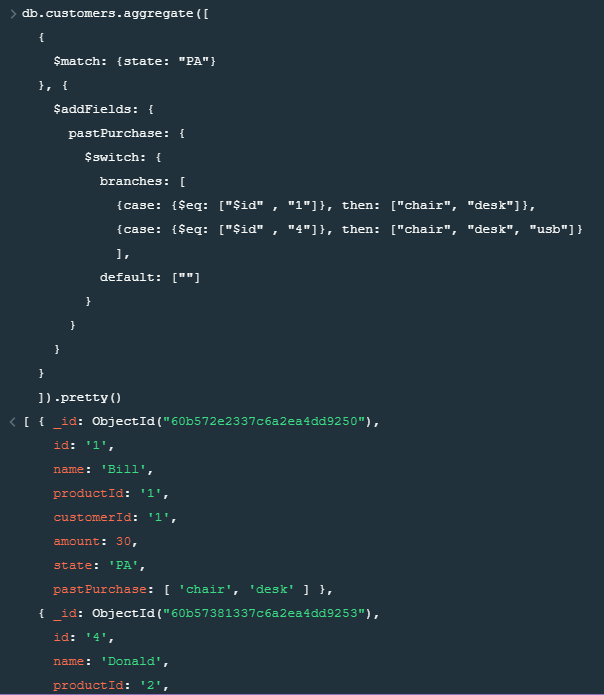 > db.customers.aggregate([
{
$match: {state: "PA"}
}, {
$addFields: {
pastPurchase: {
$switch: {
branches: [
{case: {$eq: ["$id" , "1"]}, then: ["chair", "desk"]},
{case: {$eq: ["$id" , "4"]}, then: ["chair", "desk", "usb"]}
],
default: [""]
}
}
}
}
]).pretty()
< [ { _id: ObjectId("60b572e2337c6a2ea4dd9250"),
id: '1',
name: 'Bill',
productId: '1',
customerId: '1',
amount: 30,
state: 'PA',
pastPurchase: [ 'chair', 'desk' ] },
{ _id: ObjectId("60b57381337c6a2ea4dd9253"),
id: '4',
name: 'Donald',
productId: '2',